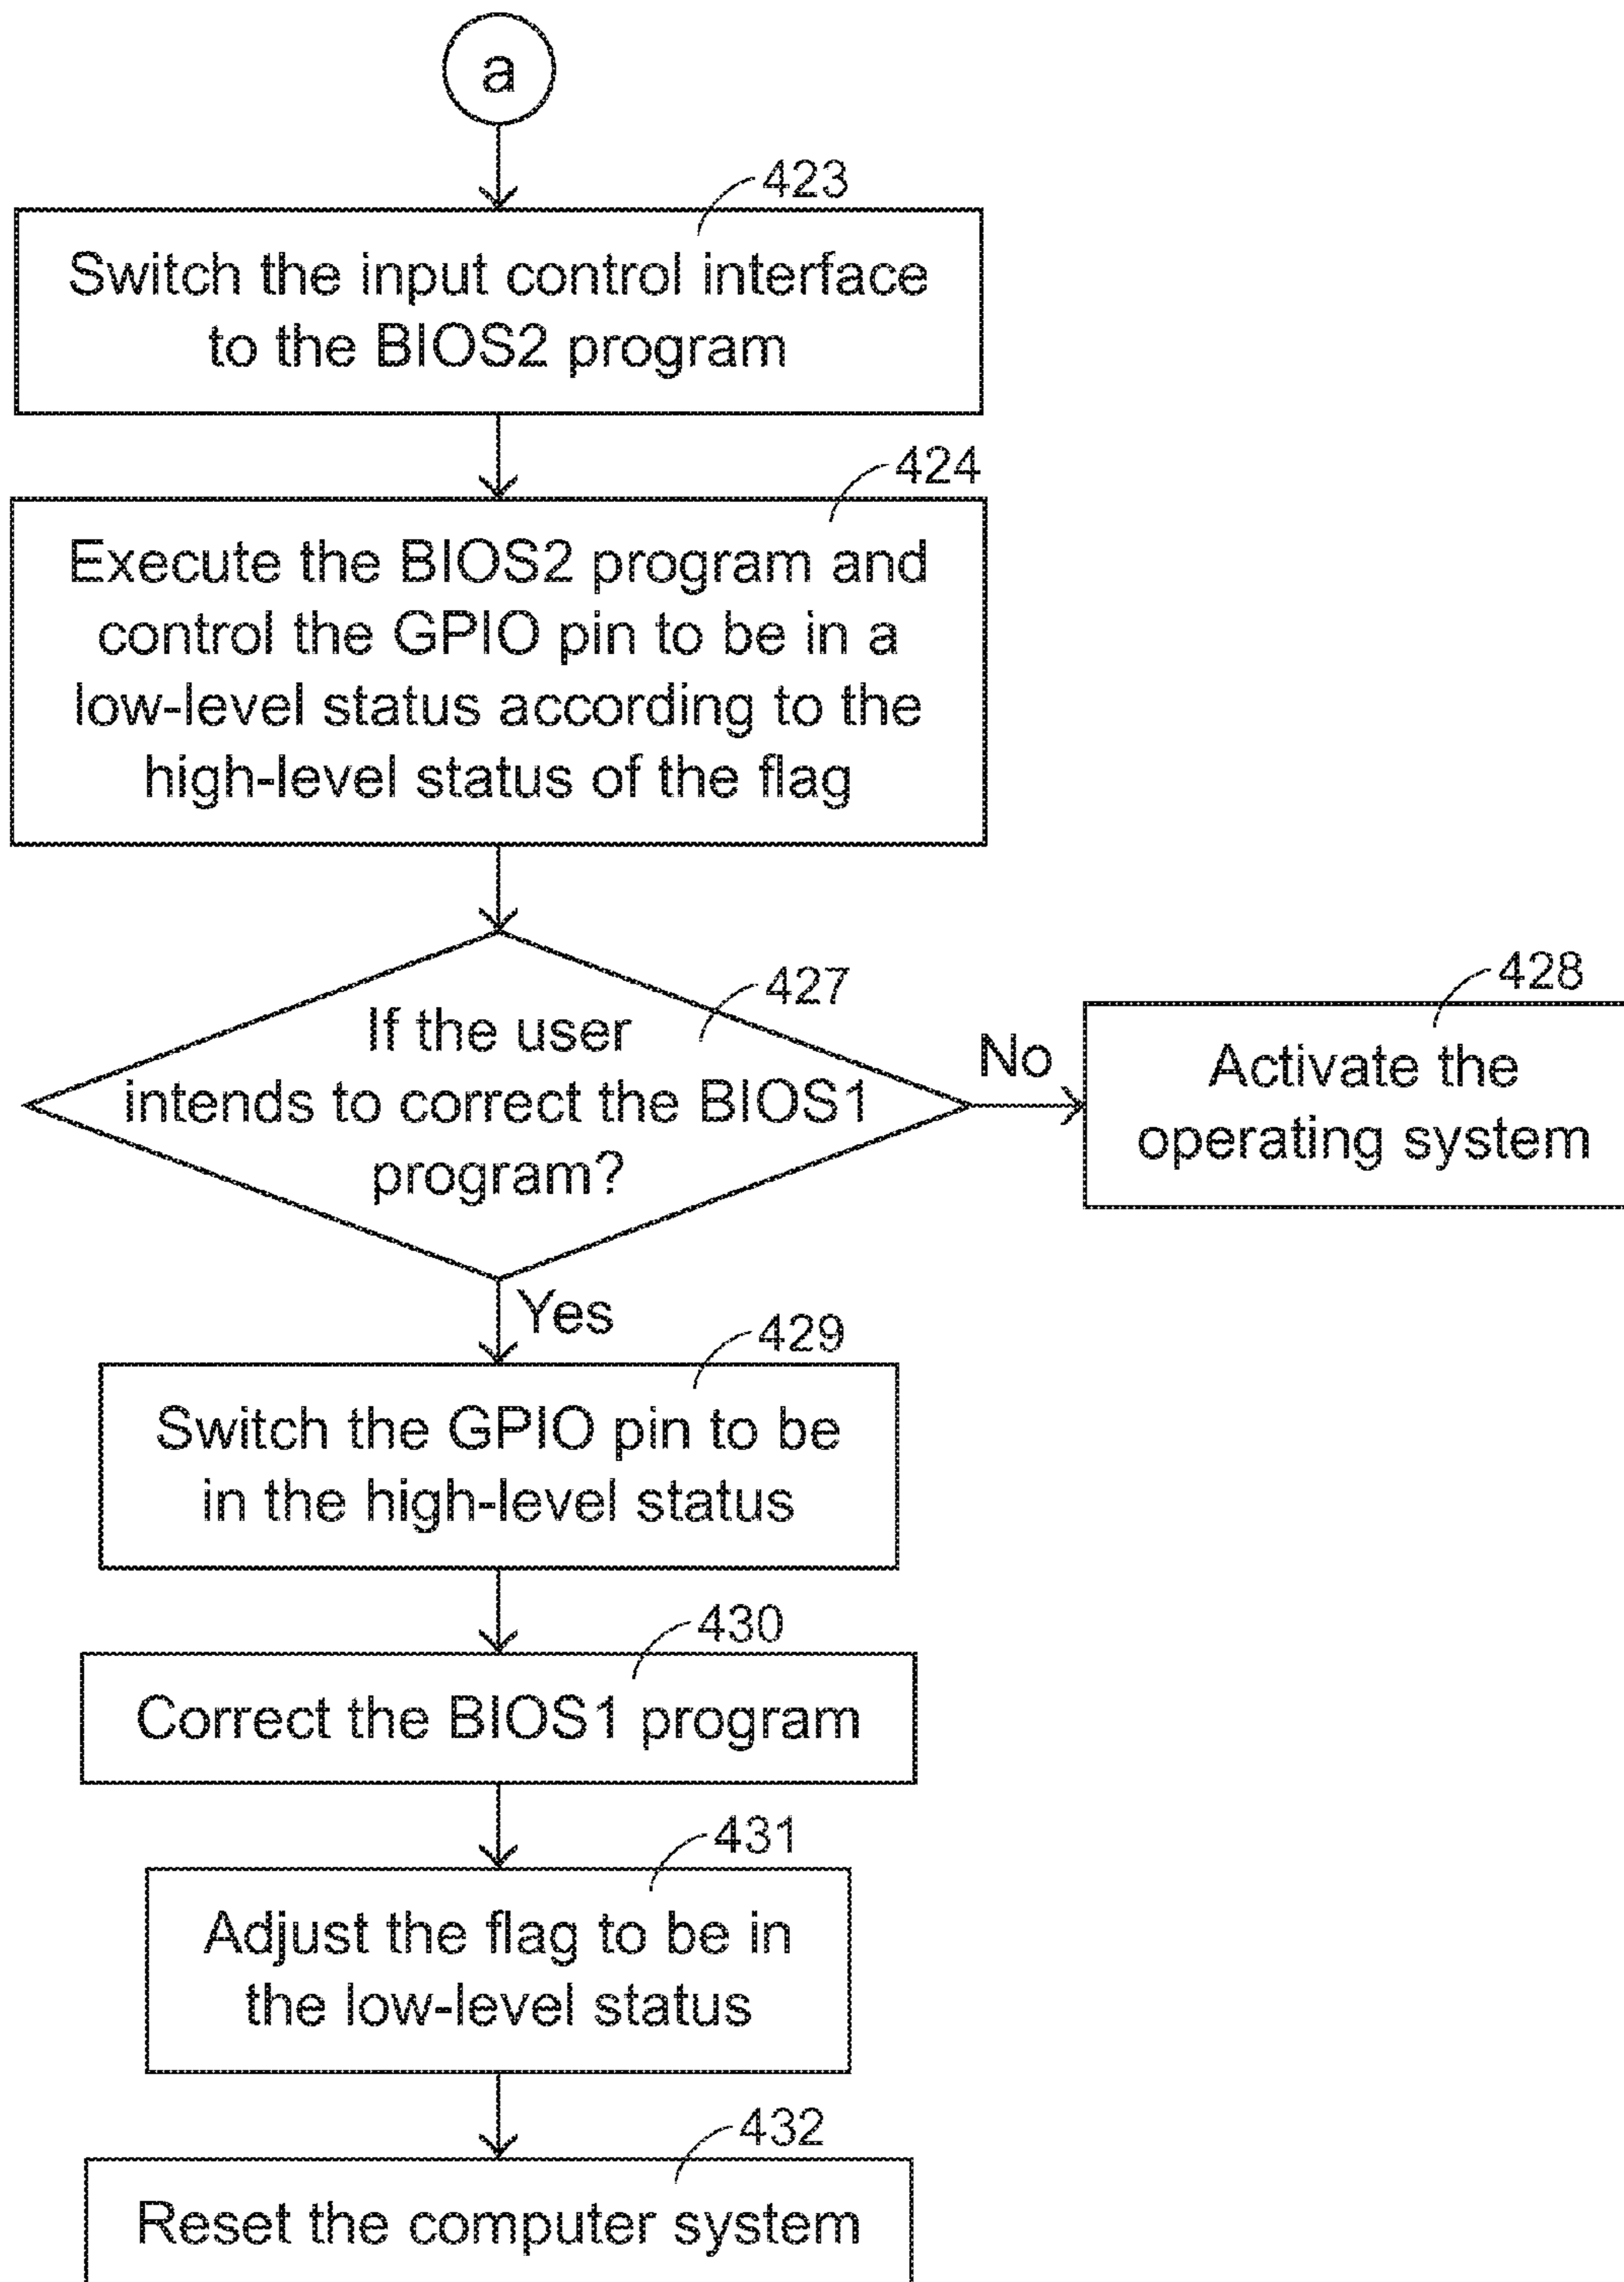 a
423
Switch the input control interface
to the BIOS2 program
424
Execute the BIOS2 program and
control the GPIO pin to be in a
low-level status according to the
high-level status of the flag
427
If the user
intends to correct the BIOS1
program?
No
428
Activate the
operating system
Yes
429
Switch the GPIO pin to be
in the high-level status
430
Correct the BIOS1 program
431
Adjust the flag to be in
the low-level status
432
Reset the computer system